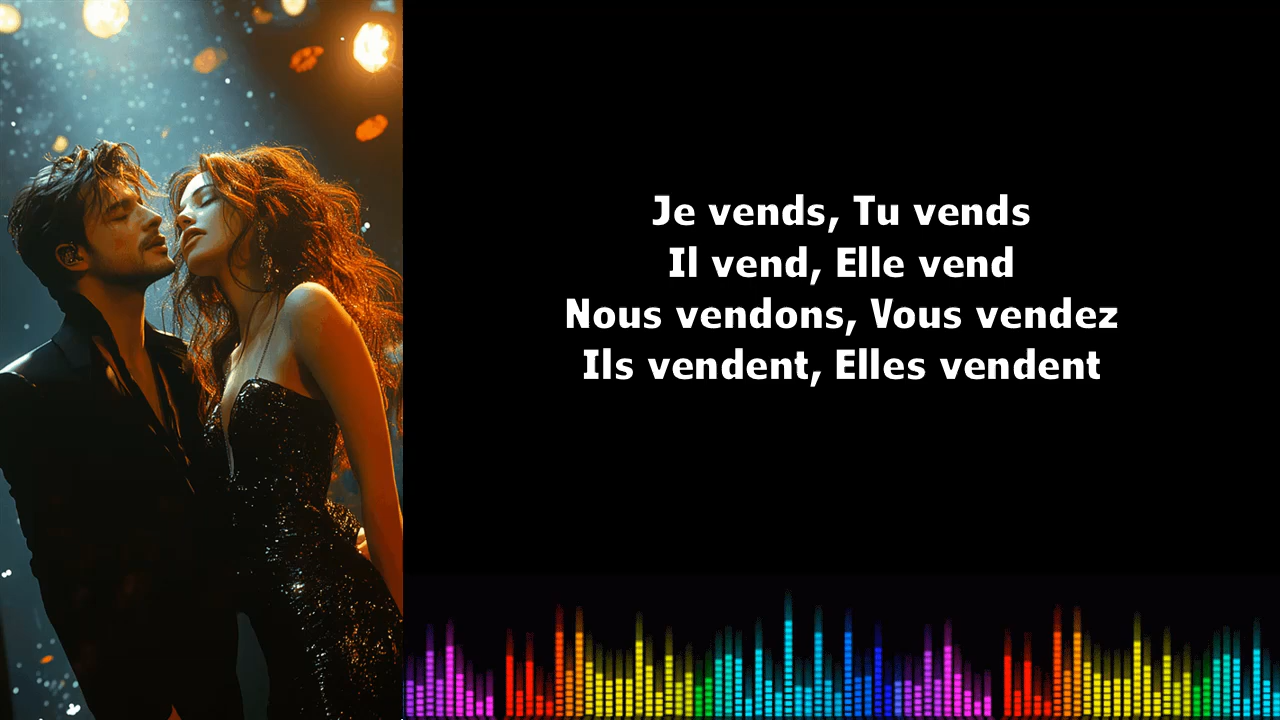 Je vends, Tu vends
Il vend, Elle vend
Nous vendons, Vous vendez
Ils vendent, Elles vendent